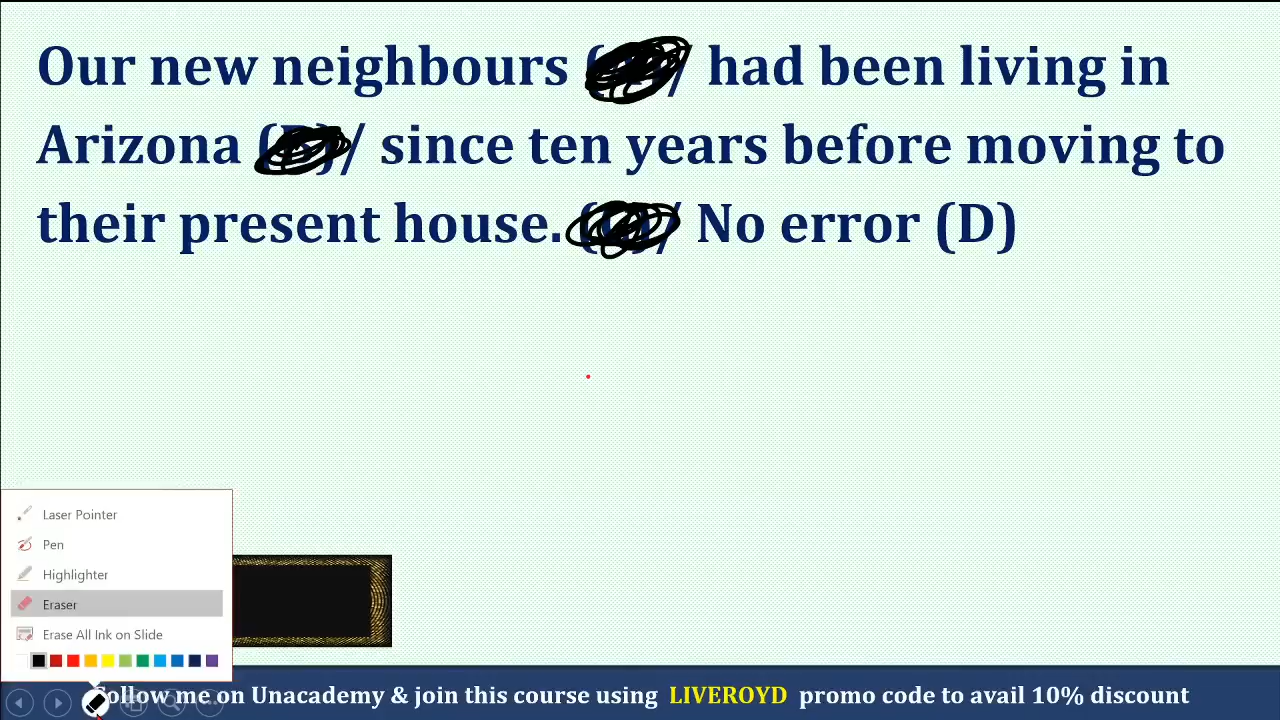 Our new neighbours / had been living in
Arizona / since ten years before moving to
their present house. / No error (D)
Laser Pointer
Pen
Highlighter
Eraser
Erase All Ink on Slide
Follow me on Unacademy & join this course using LIVEROYD promo code to avail 10% discount